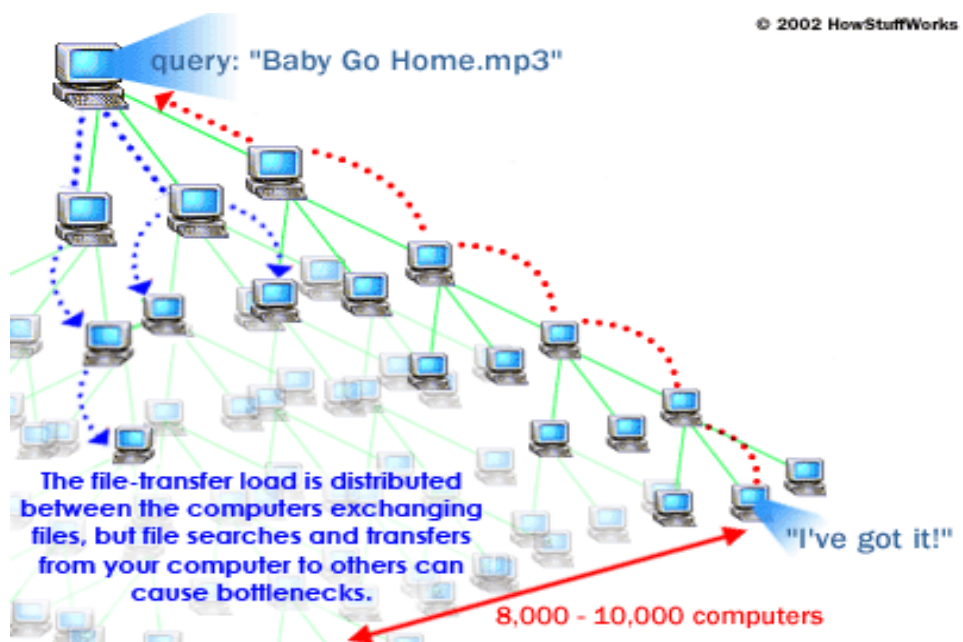 © 2002 HowStuffWorks
query: "Baby Go Home.mp3"
The file-transfer load is distributed
between the computers exchanging
files, but file searches and transfers
from your computer to others can
cause bottlenecks.
"I've got it!"
8,000 - 10,000 computers